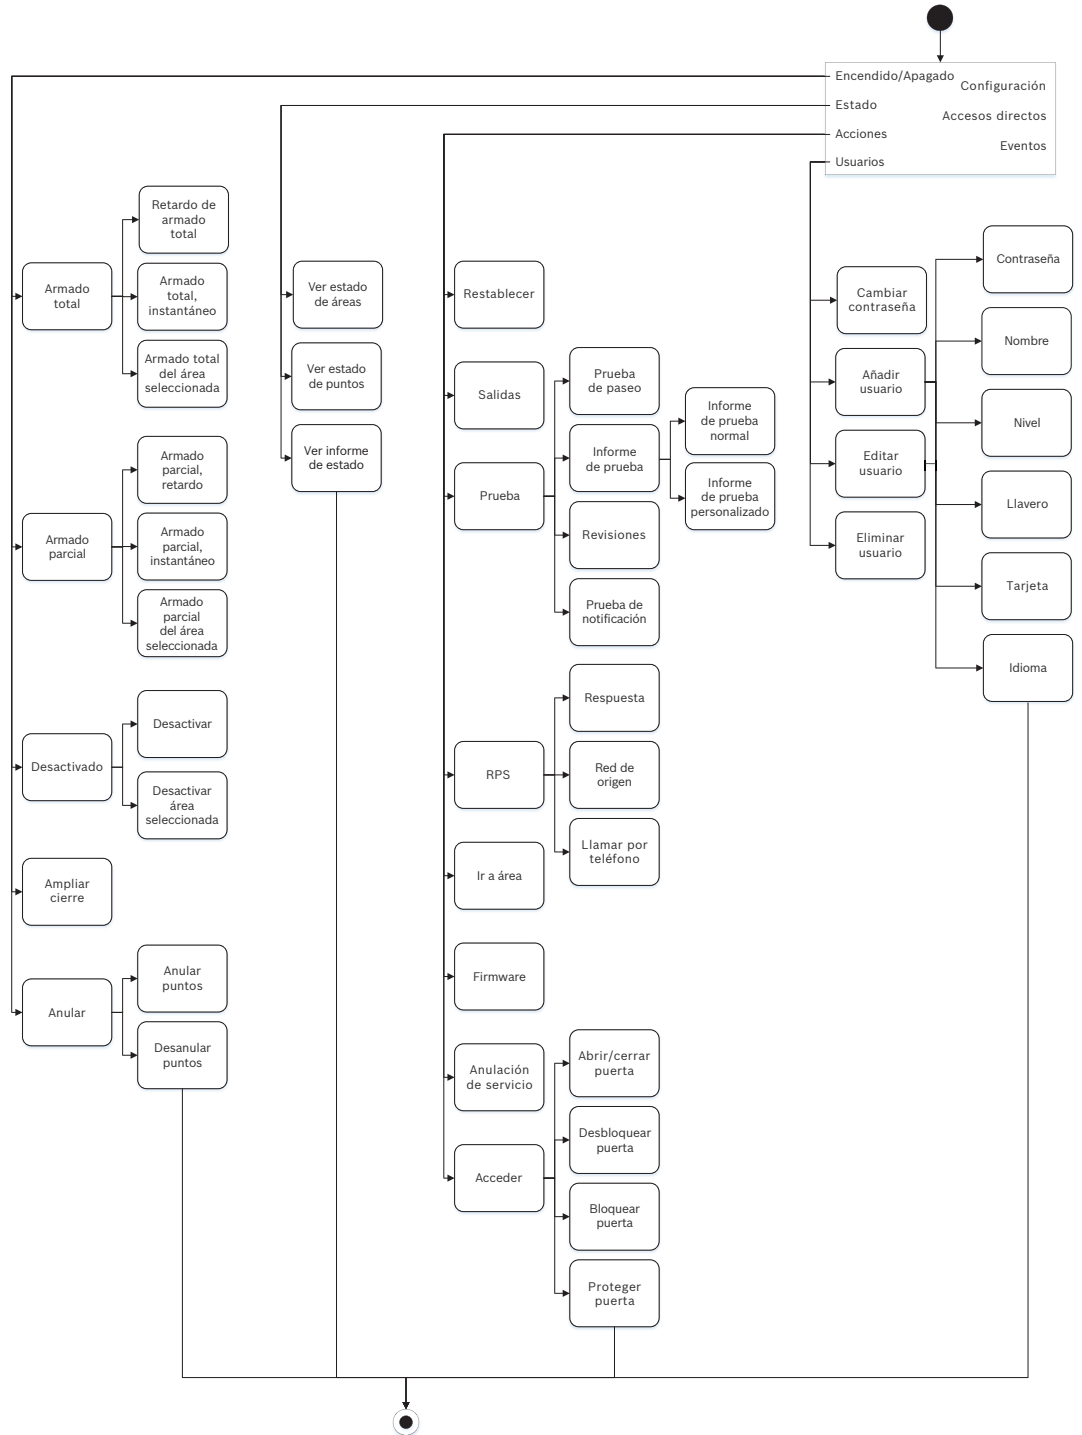 Encendido/Apagado
Configuración
Estado
Accesos directos
Acciones
Eventos
Usuarios
Armado
total
Retardo de
armado
total
Armado
total,
instantáneo
Armado total
del área
seleccionada
Armado
parcial
Armado
parcial,
retardo
Armado
parcial,
instantáneo
Armado
parcial
del área
seleccionada
Desactivado
Desactivar
Desactivar
área
seleccionada
Ampliar
cierre
Anular
Anular
puntos
Desanular
puntos
Ver estado
de áreas
Ver estado
de puntos
Ver informe
de estado
Restablecer
Salidas
Prueba
Prueba
de paseo
Informe
de prueba
Informe
de prueba
normal
Informe
de prueba
personalizado
Revisiones
Prueba de
notificación
RPS
Respuesta
Red de
origen
Llamar por
teléfono
Ir a área
Firmware
Anulación
de servicio
Acceder
Abrir/cerrar
puerta
Desbloquear
puerta
Bloquear
puerta
Proteger
puerta
Cambiar
contraseña
Añadir
usuario
Editar
usuario
Eliminar
usuario
Contraseña
Nombre
Nivel
Llavero
Tarjeta
Idioma